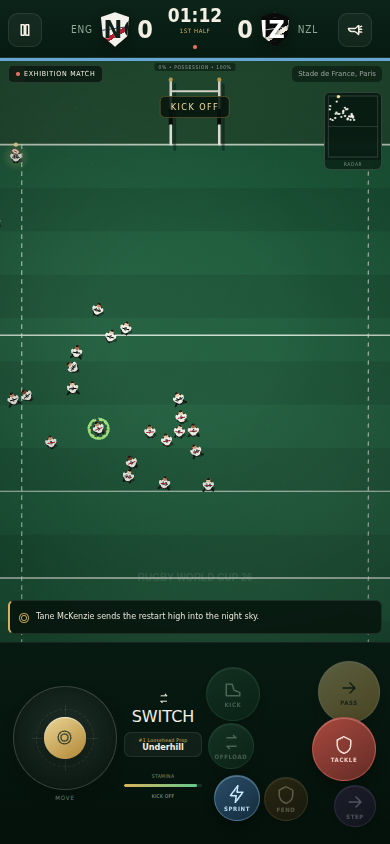 ENG N 0 01:12 0 NZ NZL
1ST HALF
0% • POSSESSION • 100%
EXHIBITION MATCH
Stade de France, Paris
KICK OFF
RADAR
RUGBY WORLD CUP 26
Tane McKenzie sends the restart high into the night sky.
SWITCH
#1 Loosehead Prop
Underhill
STAMINA
KICK OFF
MOVE
KICK
PASS
OFFLOAD
TACKLE
SPRINT
FEND
STEP